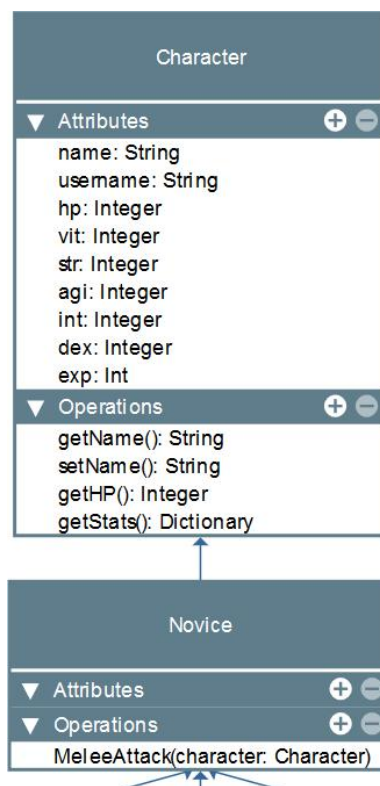 Character
Attributes
name: String
username: String
hp: Integer
vit: Integer
str: Integer
agi: Integer
int: Integer
dex: Integer
exp: Int
Operations
getName(): String
setName(): String
getHP(): Integer
getStats(): Dictionary
Novice
Attributes
Operations
MeleeAttack(character: Character)